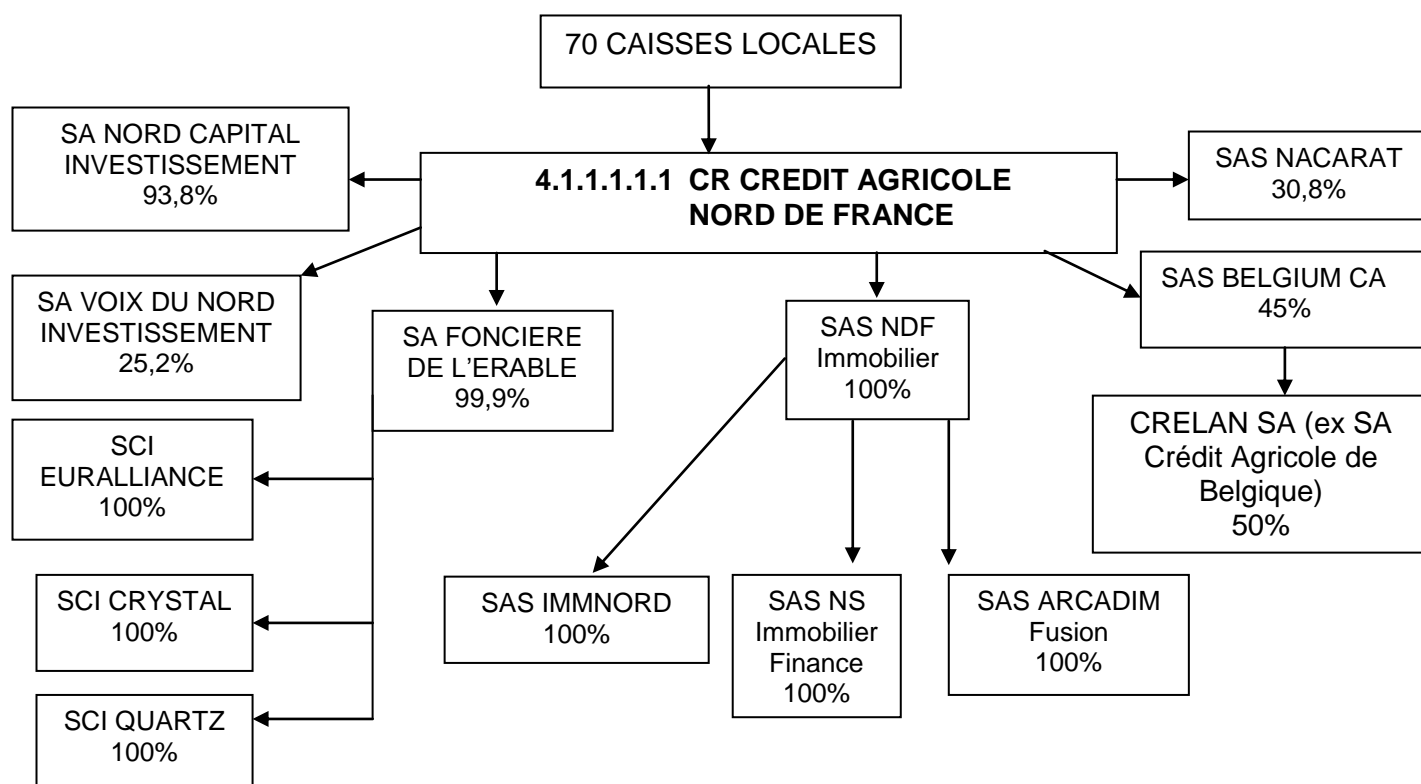 70 CAISSES LOCALES
SA NORD CAPITAL
INVESTISSEMENT
93,8%
4.1.1.1.1.1 CR CREDIT AGRICOLE
NORD DE FRANCE
SAS NACARAT
30,8%
SA VOIX DU NORD
INVESTISSEMENT
25,2%
SA FONCIERE
DE L’ERABLE
99,9%
SAS NDF
Immobilier
100%
SAS BELGIUM CA
45%
CRELAN SA (ex SA
Crédit Agricole de
Belgique)
50%
SCI
EURALLIANCE
100%
SCI CRYSTAL
100%
SCI QUARTZ
100%
SAS IMMNORD
100%
SAS NS
Immobilier
Finance
100%
SAS ARCADIM
Fusion
100%